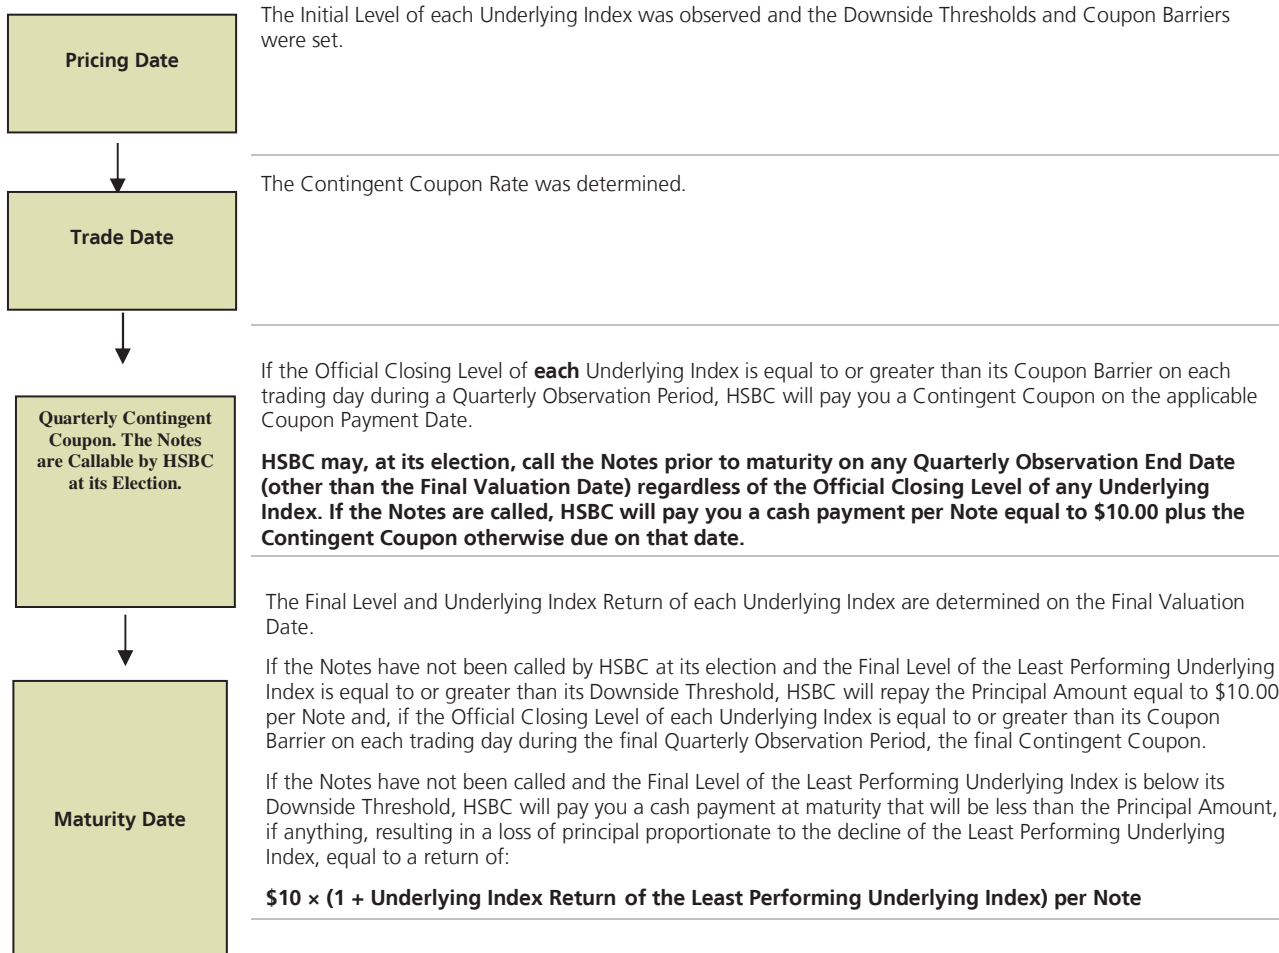 Pricing Date
The Initial Level of each Underlying Index was observed and the Downside Thresholds and Coupon Barriers
were set.
Trade Date
The Contingent Coupon Rate was determined.
Quarterly Contingent
Coupon. The Notes
are Callable by HSBC
at its Election.
If the Official Closing Level of each Underlying Index is equal to or greater than its Coupon Barrier on each
trading day during a Quarterly Observation Period, HSBC will pay you a Contingent Coupon on the applicable
Coupon Payment Date.
HSBC may, at its election, call the Notes prior to maturity on any Quarterly Observation End Date
(other than the Final Valuation Date) regardless of the Official Closing Level of any Underlying
Index. If the Notes are called, HSBC will pay you a cash payment per Note equal to $10.00 plus the
Contingent Coupon otherwise due on that date.
Maturity Date
The Final Level and Underlying Index Return of each Underlying Index are determined on the Final Valuation
Date.
If the Notes have not been called by HSBC at its election and the Final Level of the Least Performing Underlying
Index is equal to or greater than its Downside Threshold, HSBC will repay the Principal Amount equal to $10.00
per Note and, if the Official Closing Level of each Underlying Index is equal to or greater than its Coupon
Barrier on each trading day during the final Quarterly Observation Period, the final Contingent Coupon.
If the Notes have not been called and the Final Level of the Least Performing Underlying Index is below its
Downside Threshold, HSBC will pay you a cash payment at maturity that will be less than the Principal Amount,
if anything, resulting in a loss of principal proportionate to the decline of the Least Performing Underlying
Index, equal to a return of:
$10 × (1 + Underlying Index Return of the Least Performing Underlying Index) per Note